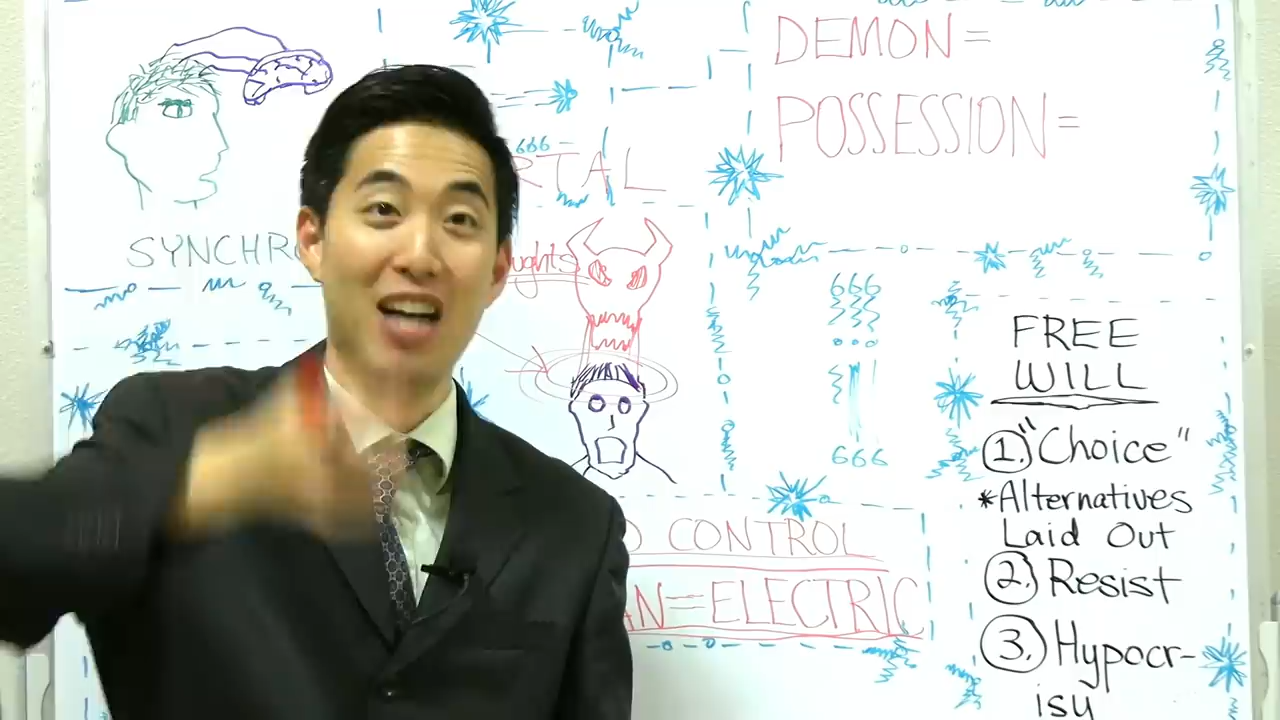 DEMON=
POSSESSION=
666
RTAL
SYNCHRO
ughts
666
666
FREE
WILL
1. "Choice"
*Alternatives
Laid Out
2. Resist
3. Hypocr-
isy
CONTROL
AN=ELECTRIC